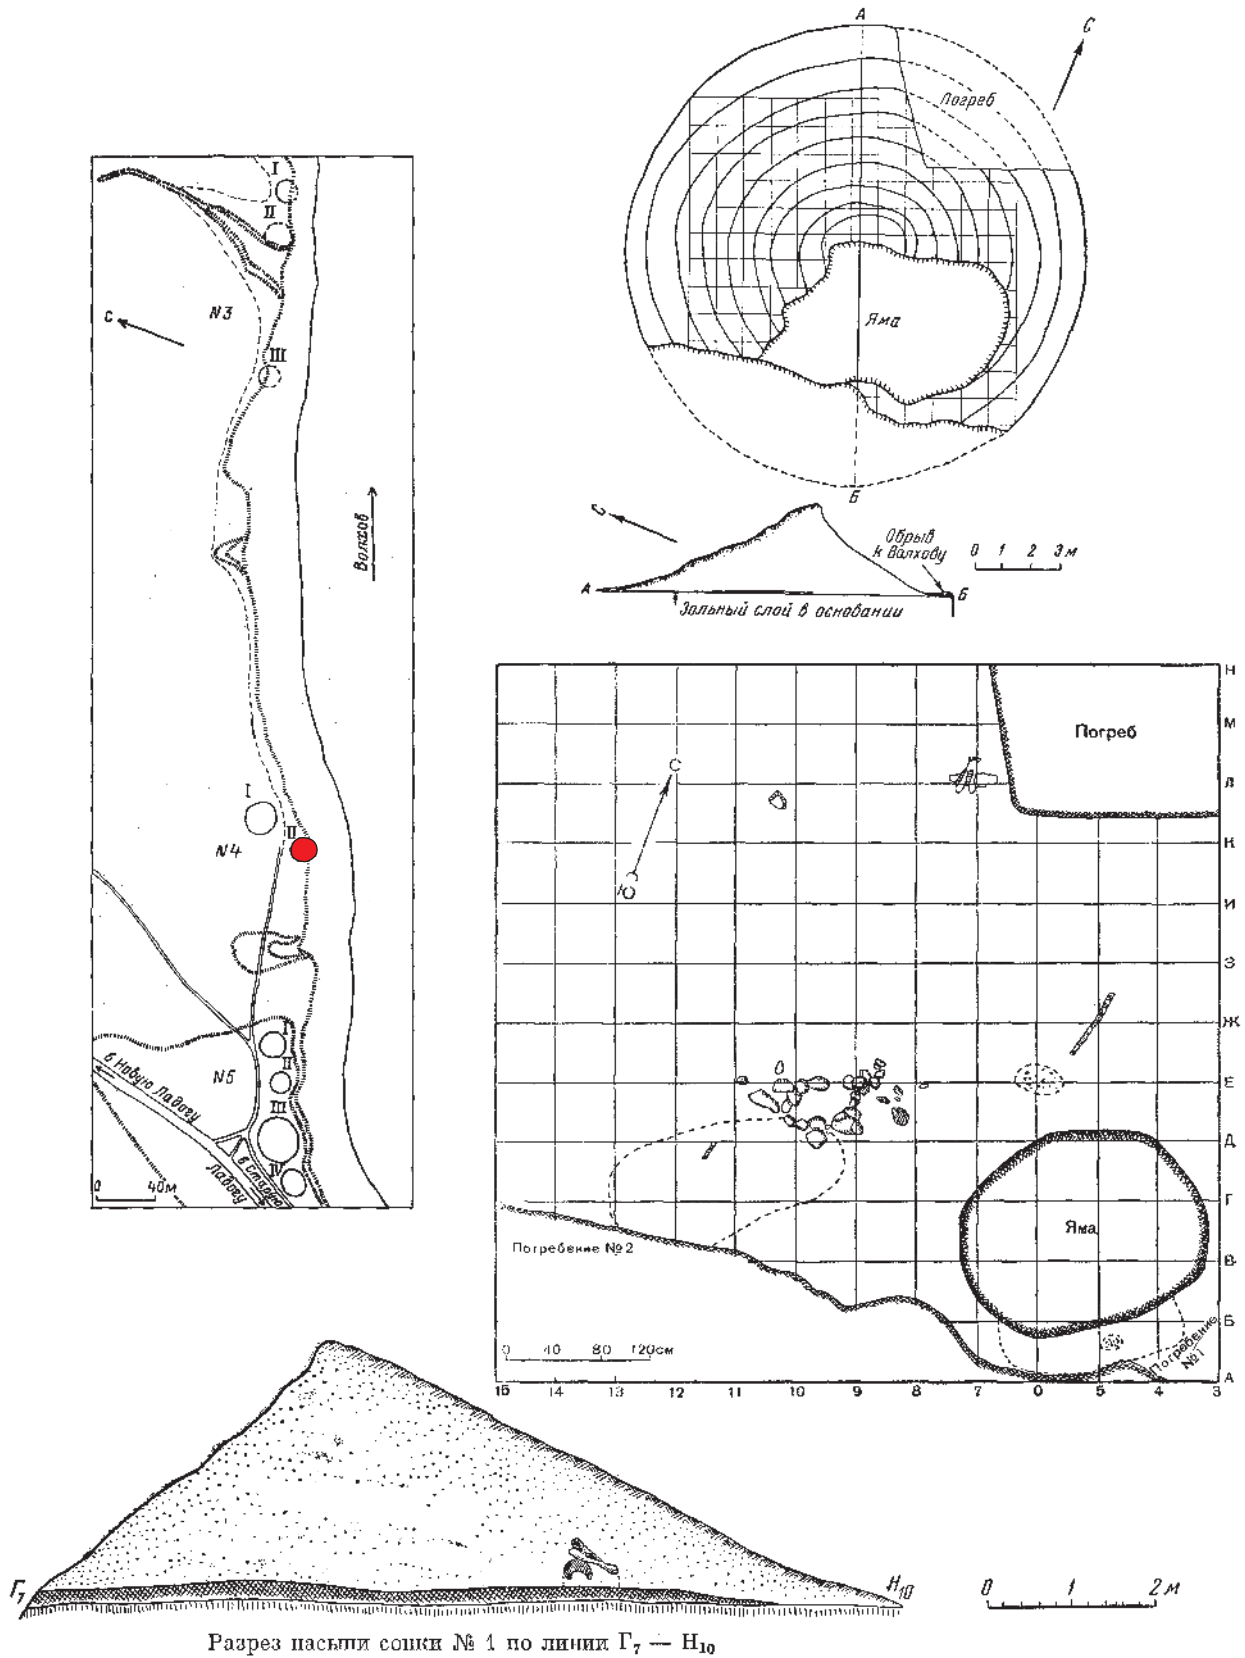 I
II
N3
с
III
Волхов
I
II
N4
I
II
N5
III
IV
в Новую Ладогу
в Старую
Ладогу
0 40м
А
С
Погреб
Яма
Б
С
Обрыв
к Волхову
0 1 2 3м
А
Б
Зольный слой в основании
Н
М
Л
К
И
З
Ж
Е
Д
Г
В
Б
А
Погреб
С
Ю
Яма
Погребение №2
Погребение
№1
0 40 80 120см
15 14 13 12 11 10 9 8 7 0 5 4 3
Г₇
Н₁₀
0 1 2м
Разрез насыпи сопки № 1 по линии Г₇ — Н₁₀